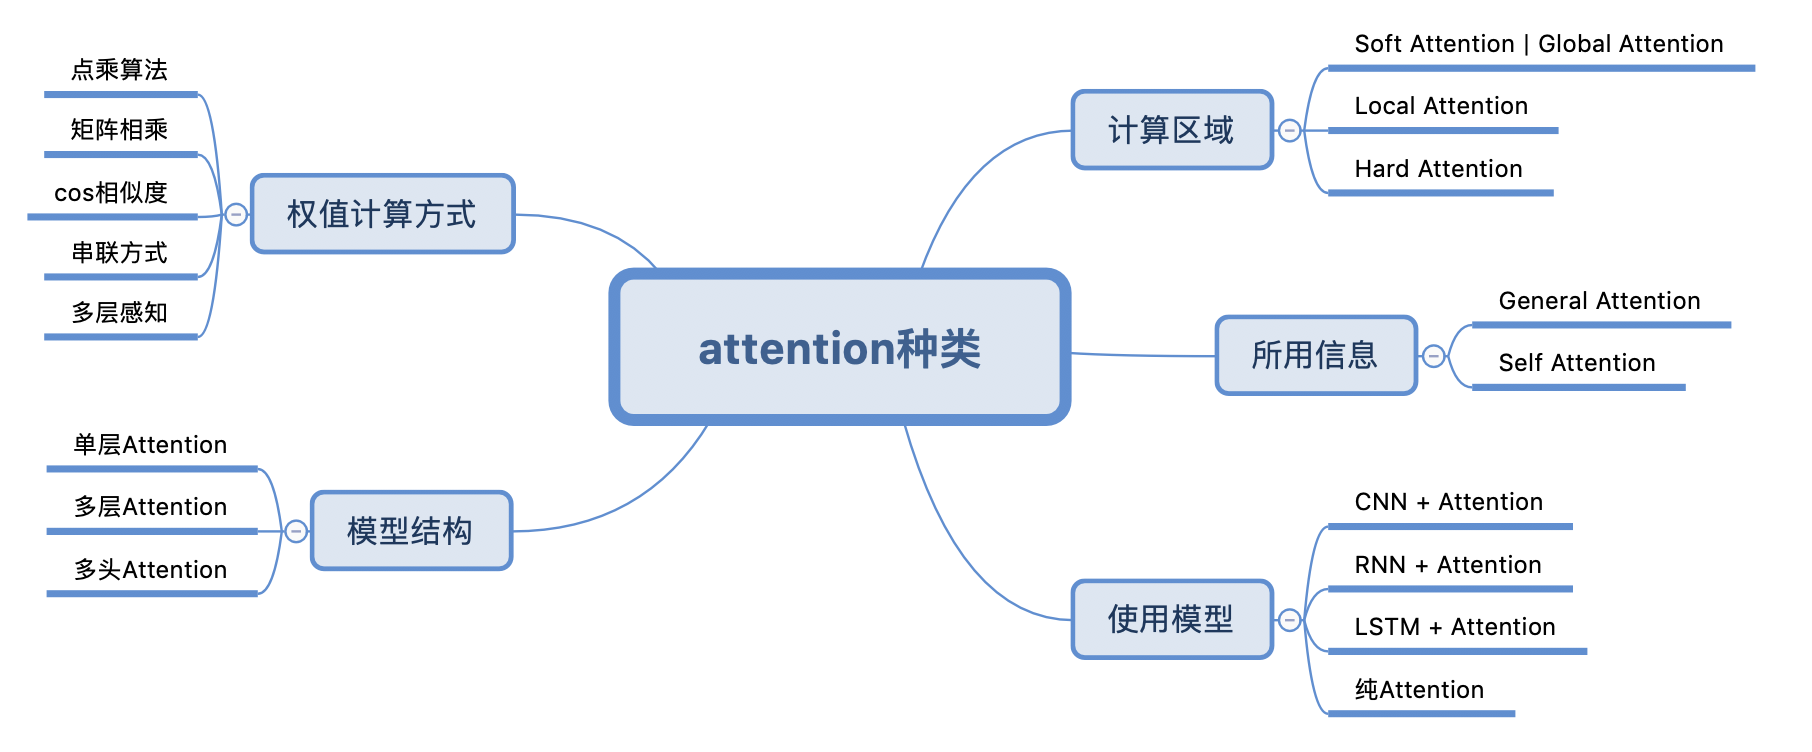 attention种类
计算区域
Soft Attention | Global Attention
Local Attention
Hard Attention
所用信息
General Attention
Self Attention
使用模型
CNN + Attention
RNN + Attention
LSTM + Attention
纯Attention
权值计算方式
点乘算法
矩阵相乘
cos相似度
串联方式
多层感知
模型结构
单层Attention
多层Attention
多头Attention